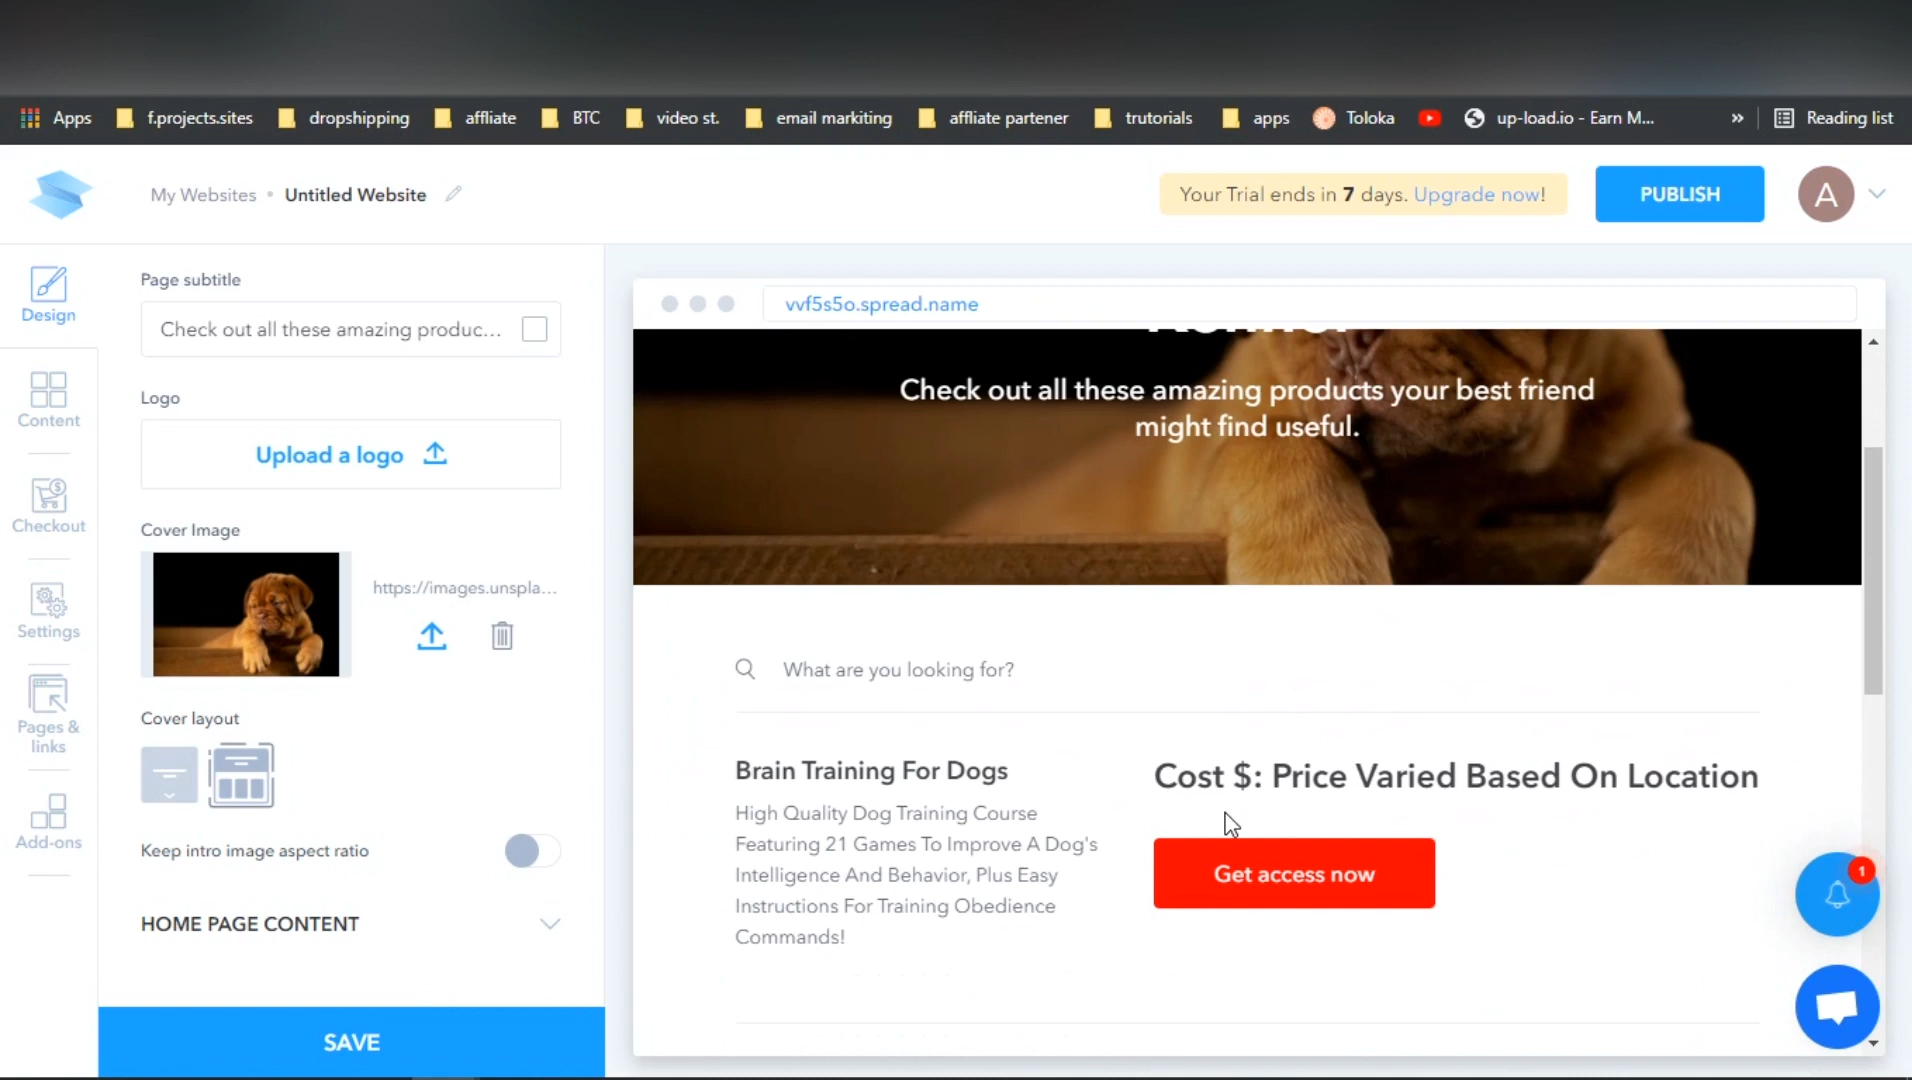 Apps
f.projects.sites
dropshipping
affliate
BTC
video st.
email markiting
affliate partener
trutorials
apps
Toloka
up-load.io - Earn M...
»
Reading list
My Websites • Untitled Website
Your Trial ends in 7 days. Upgrade now!
PUBLISH
A
Design
Content
Checkout
Settings
Pages &
links
Add-ons
Page subtitle
Check out all these amazing produc...
Logo
Upload a logo
Cover Image
https://images.unspla...
Cover layout
Keep intro image aspect ratio
HOME PAGE CONTENT
SAVE
vvf5s5o.spread.name
Check out all these amazing products your best friend
might find useful.
What are you looking for?
Brain Training For Dogs
High Quality Dog Training Course
Featuring 21 Games To Improve A Dog's
Intelligence And Behavior, Plus Easy
Instructions For Training Obedience
Commands!
Cost $: Price Varied Based On Location
Get access now
1